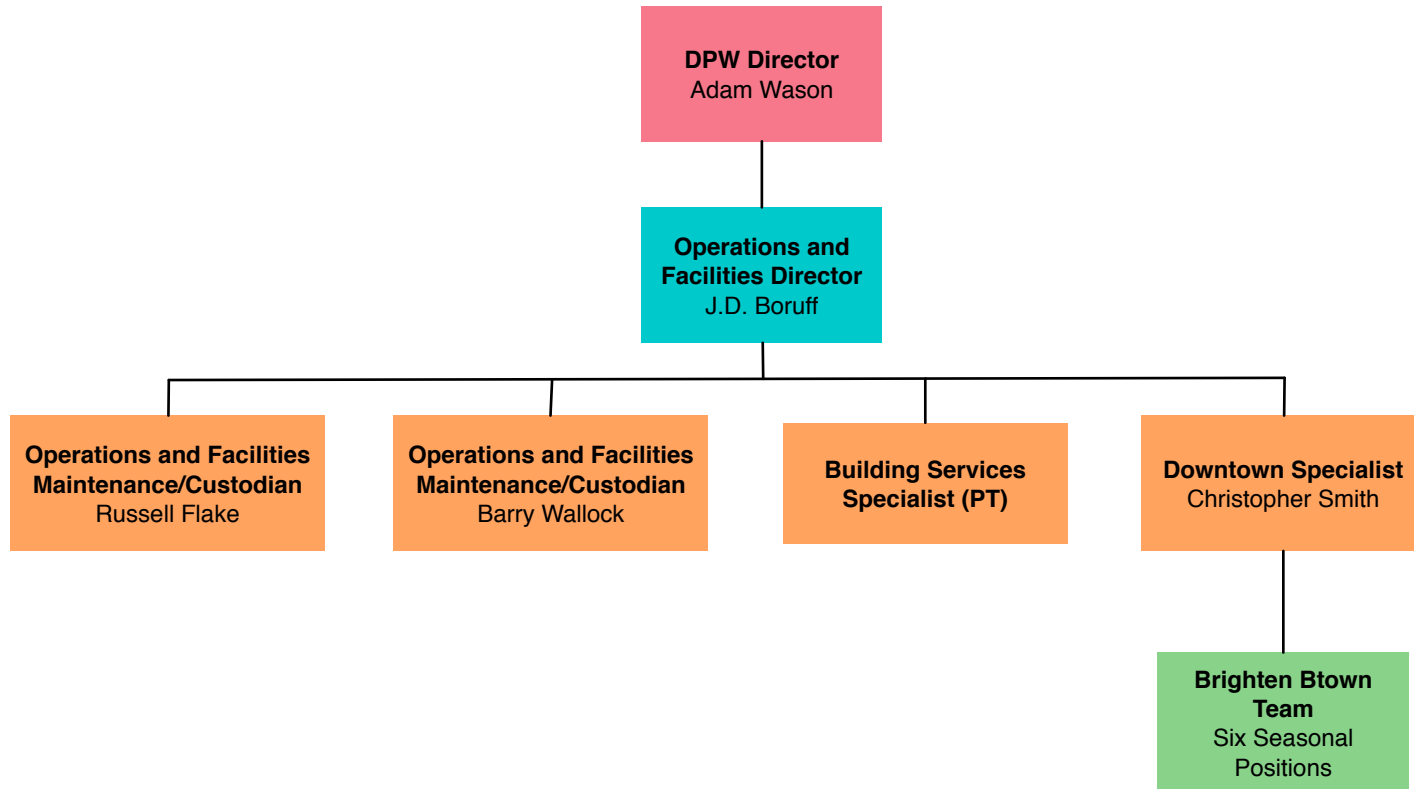 DPW Director
Adam Wason
Operations and
Facilities Director
J.D. Boruff
Operations and Facilities
Maintenance/Custodian
Russell Flake
Operations and Facilities
Maintenance/Custodian
Barry Wallock
Building Services
Specialist (PT)
Downtown Specialist
Christopher Smith
Brighten Btown
Team
Six Seasonal
Positions